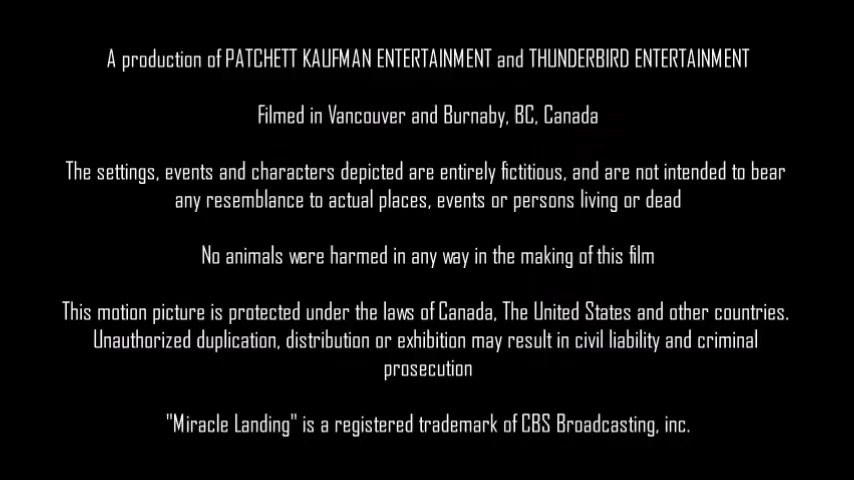 A production of PATCHETT KAUFMAN ENTERTAINMENT and THUNDERBIRD ENTERTAINMENT
Filmed in Vancouver and Burnaby, BC, Canada
The settings, events and characters depicted are entirely fictitious, and are not intended to bear
any resemblance to actual places, events or persons living or dead
No animals were harmed in any way in the making of this film
This motion picture is protected under the laws of Canada, The United States and other countries.
Unauthorized duplication, distribution or exhibition may result in civil liability and criminal
prosecution
"Miracle Landing" is a registered trademark of CBS Broadcasting, inc.